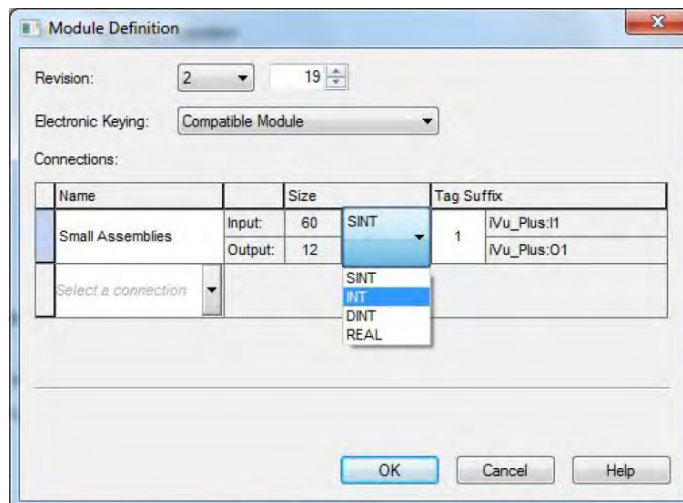 Module Definition
Revision: 2 19
Electronic Keying: Compatible Module
Connections:
Name Size Tag Suffix
Small Assemblies Input: 60 SINT 1 iVu_Plus:I1
Output: 12 iVu_Plus:O1
Select a connection
SINT
INT
DINT
REAL
OK Cancel Help